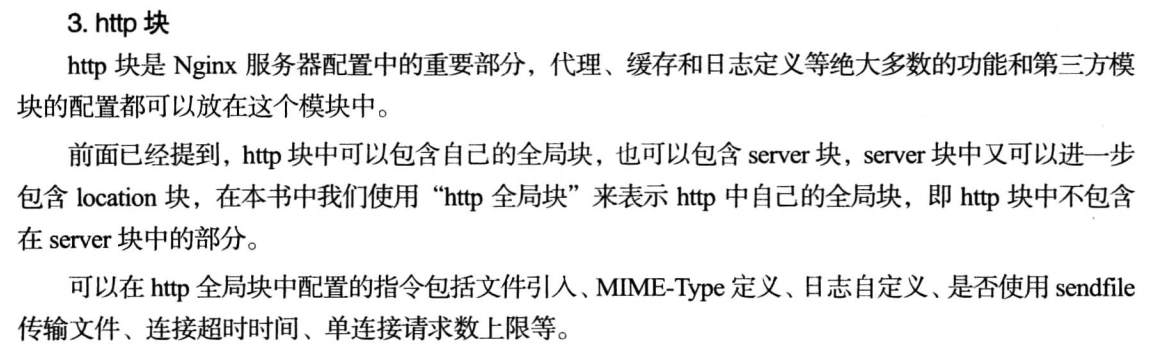 3. http 块
http 块是 Nginx 服务器配置中的重要部分，代理、缓存和日志定义等绝大多数的功能和第三方模
块的配置都可以放在这个模块中。
前面已经提到，http 块中可以包含自己的全局块，也可以包含 server 块，server 块中又可以进一步
包含 location 块，在本书中我们使用“http 全局块”来表示 http 中自己的全局块，即 http 块中不包含
在 server 块中的部分。
可以在 http 全局块中配置的指令包括文件引入、MIME-Type 定义、日志自定义、是否使用 sendfile
传输文件、连接超时时间、单连接请求数上限等。